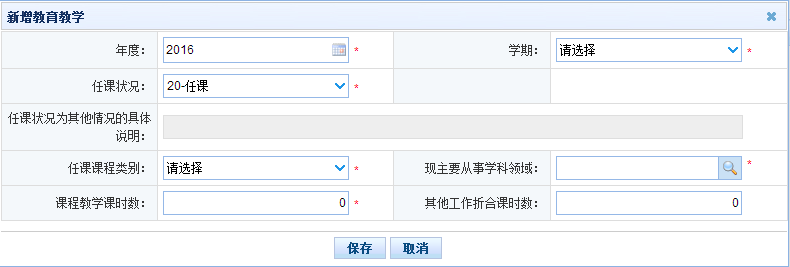 新增教育教学
年度： 2016 * 学期： 请选择 *
任课状况： 20-任课 *
任课状况为其他情况的具体
说明：
任课课程类别： 请选择 * 现主要从事学科领域： *
课程教学课时数： 0 * 其他工作折合课时数： 0
保存 取消